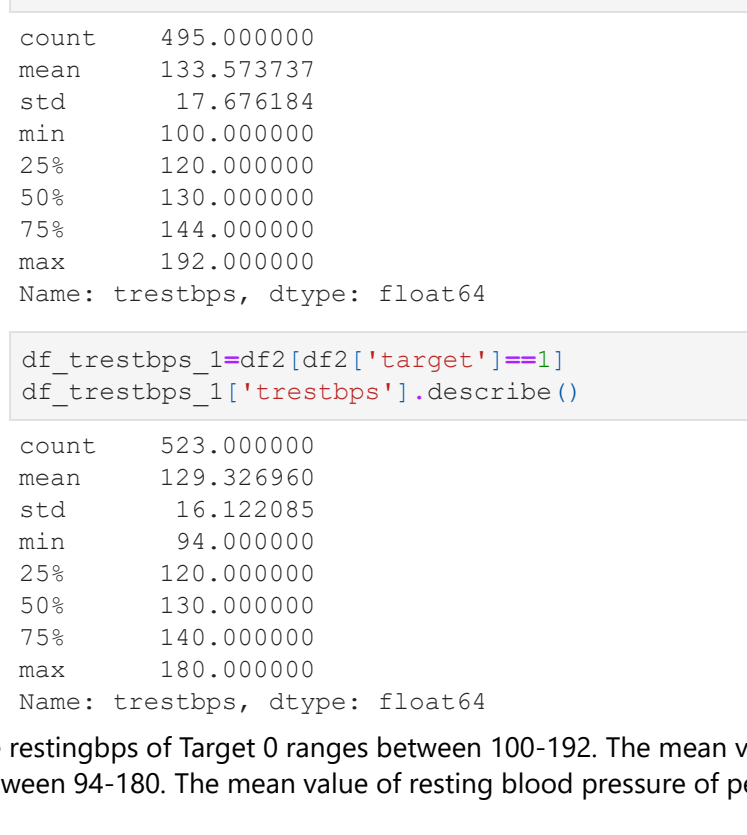 count 495.000000
mean 133.573737
std 17.676184
min 100.000000
25% 120.000000
50% 130.000000
75% 144.000000
max 192.000000
Name: trestbps, dtype: float64
df_trestbps_1=df2[df2['target']==1]
df_trestbps_1['trestbps'].describe()
count 523.000000
mean 129.326960
std 16.122085
min 94.000000
25% 120.000000
50% 130.000000
75% 140.000000
max 180.000000
Name: trestbps, dtype: float64
restingbps of Target 0 ranges between 100-192. The mean
94-180. The mean value of resting blood pressure of